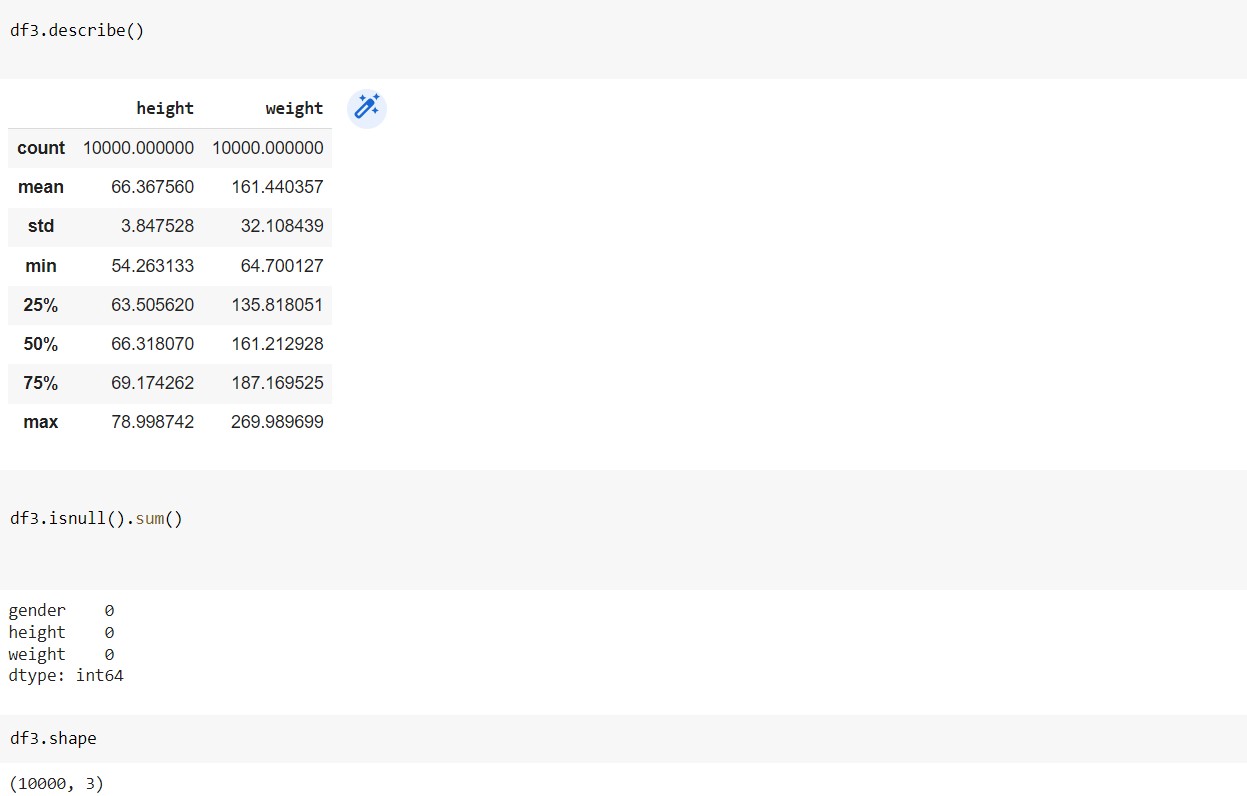 df3.describe()
height weight
count 10000.000000 10000.000000
mean 66.367560 161.440357
std 3.847528 32.108439
min 54.263133 64.700127
25% 63.505620 135.818051
50% 66.318070 161.212928
75% 69.174262 187.169525
max 78.998742 269.989699
df3.isnull().sum()
gender 0
height 0
weight 0
dtype: int64
df3.shape
(10000, 3)